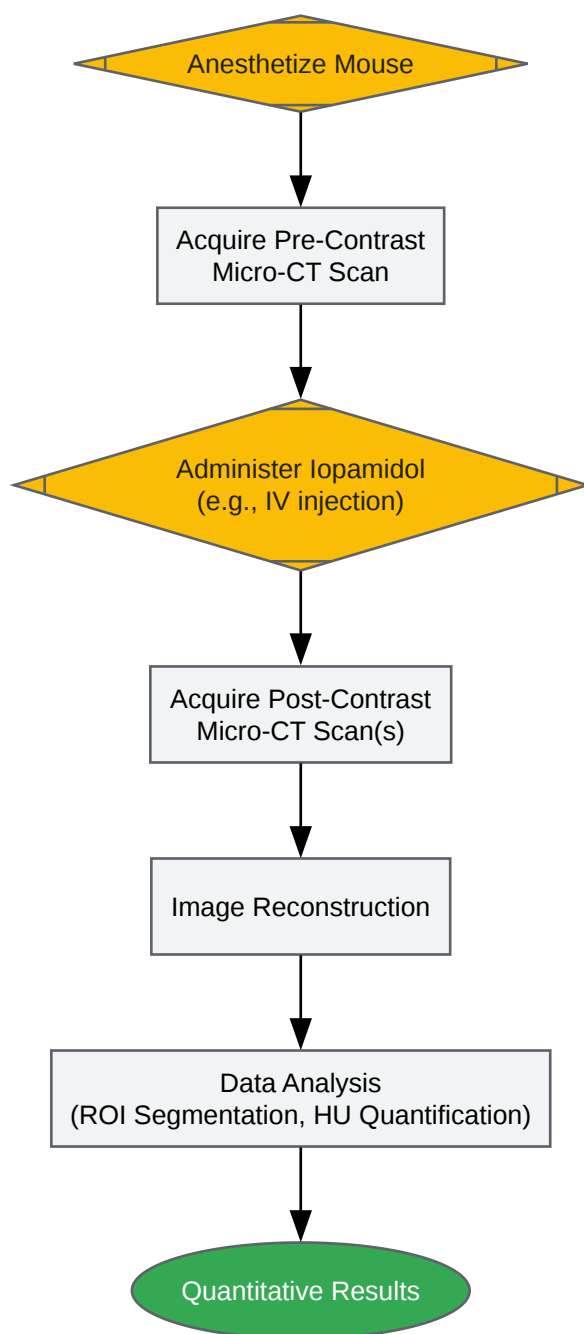 Anesthetize Mouse
Acquire Pre-Contrast
Micro-CT Scan
Administer Iopamidol
(e.g., IV injection)
Acquire Post-Contrast
Micro-CT Scan(s)
Image Reconstruction
Data Analysis
(ROI Segmentation, HU Quantification)
Quantitative Results